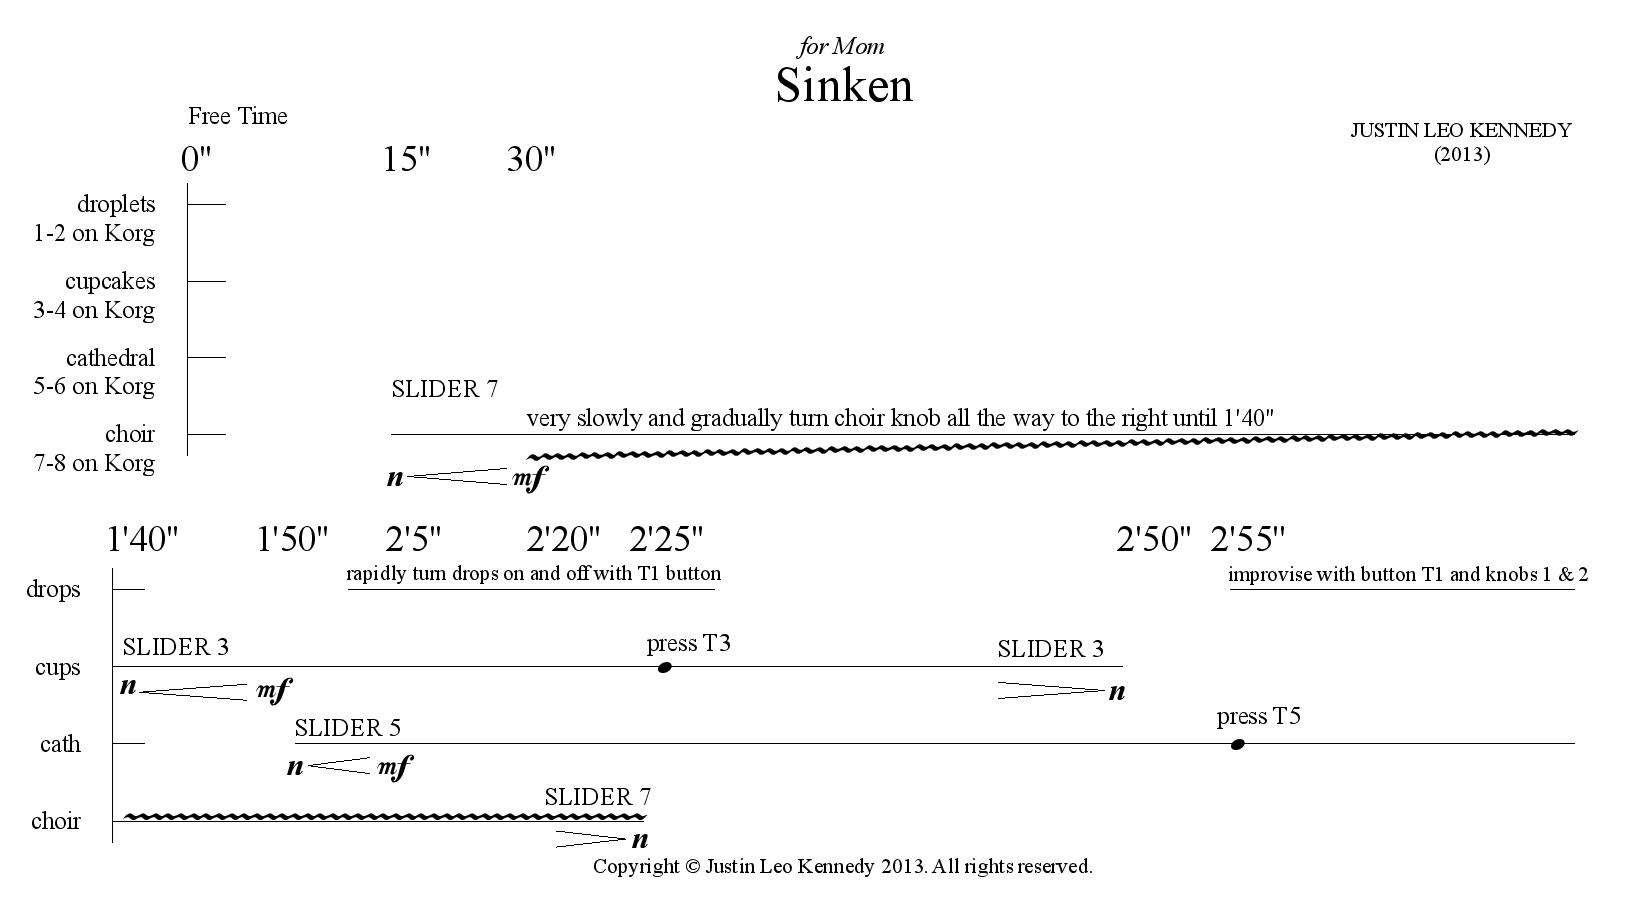 for Mom
Sinken
Free Time
JUSTIN LEO KENNEDY
(2013)
0" 15" 30"
droplets
1-2 on Korg
cupcakes
3-4 on Korg
cathedral
5-6 on Korg
SLIDER 7
very slowly and gradually turn choir knob all the way to the right until 1'40"
choir
7-8 on Korg
n mf
1'40" 1'50" 2'5" 2'20" 2'25" 2'50" 2'55"
rapidly turn drops on and off with T1 button
improvise with button T1 and knobs 1 & 2
drops
SLIDER 3 press T3 SLIDER 3
cups
n mf n
SLIDER 5 press T5
cath
n mf
SLIDER 7
choir
n
Copyright © Justin Leo Kennedy 2013. All rights reserved.